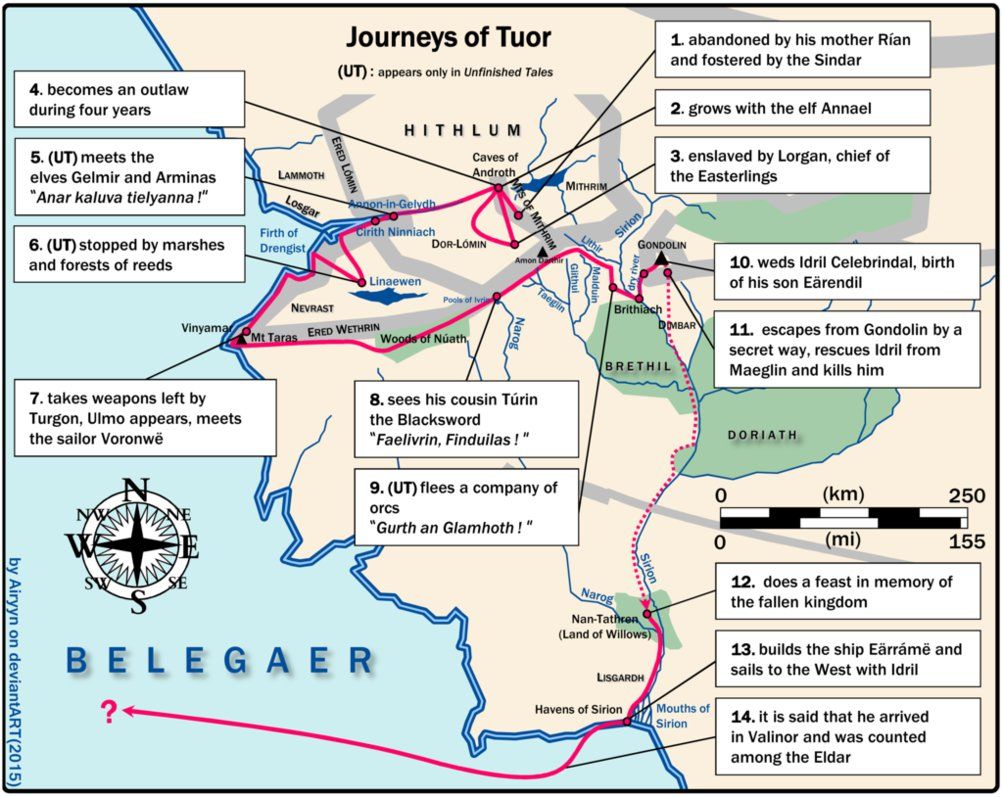 Journeys of Tuor
(UT) : appears only in Unfinished Tales
1. abandoned by his mother Rían
and fostered by the Sindar
2. grows with the elf Annael
3. enslaved by Lorgan, chief of
the Easterlings
4. becomes an outlaw
during four years
5. (UT) meets the
elves Gelmir and Arminas
"Anar kaluva tielyanna !"
6. (UT) stopped by marshes
and forests of reeds
7. takes weapons left by
Turgon, Ulmo appears, meets
the sailor Voronwë
8. sees his cousin Túrin
the Blacksword
"Faelivrin, Finduilas ! "
9. (UT) flees a company of
orcs
"Gurth an Glamhoth ! "
10. weds Idril Celebrindal, birth
of his son Eärendil
11. escapes from Gondolin by a
secret way, rescues Idril from
Maeglin and kills him
12. does a feast in memory of
the fallen kingdom
13. builds the ship Eärrámë and
sails to the West with Idril
14. it is said that he arrived
in Valinor and was counted
among the Eldar
HITHLUM
ERED LÓMIN
LAMMOTH
Losgar
Annon-in-Gelydh
Cirith Ninniach
Firth of
Drengist
Caves of
Androth
MTS OF MITHRIM
MITHRIM
DOR-LÓMIN
Amon Darthir
Linaewen
NEVRAST
Vinyamar
Mt Taras
ERED WETHRIN
Woods of Núath
Pools of Ivrin
Narog
Taeglin
Glithui
Malduin
Lithir
Sirion
dry river
GONDOLIN
Brithiach
DIMBAR
BRETHIL
DORIATH
0 (km) 250
0 (mi) 155
Sirion
Narog
Nan-Tathren
(Land of Willows)
LISGARDH
Havens of Sirion
Mouths of
Sirion
BELEGAER
?
N
NE
E
SE
S
SW
W
NW
by Airyyn on deviantART(2015)